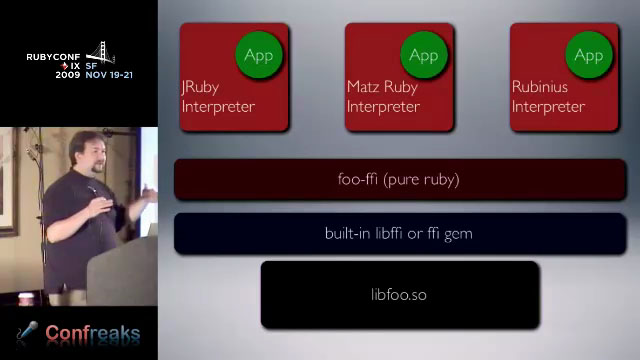 RUBYCONF
IX SF
2009 NOV 19-21
App
JRuby
Interpreter
App
Matz Ruby
Interpreter
App
Rubinius
Interpreter
foo-ffi (pure ruby)
built-in libffi or ffi gem
libfoo.so
Confreaks